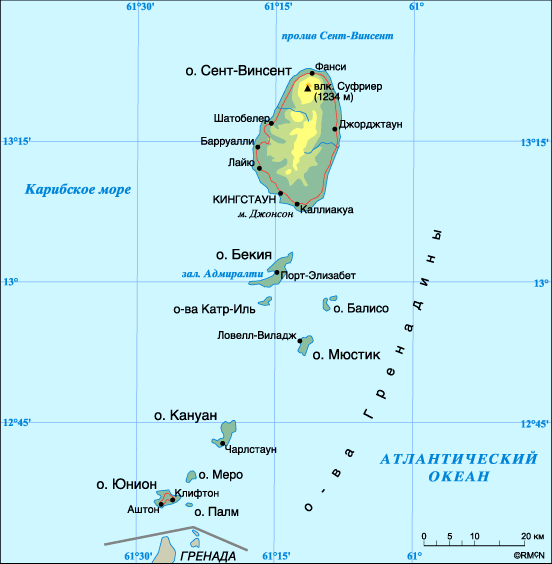 61°30'
61°15'
61°
пролив Сент-Винсент
Фанси
о. Сент-Винсент
влк. Суфриер
(1234 м)
Шатобелер
Джорджтаун
13°15'
13°15'
Барруалли
Лайю
Карибское море
КИНГСТАУН
м. Джонсон
Каллиакуа
о. Бекия
зал. Адмиралти
Порт-Элизабет
13°
13°
о-ва Катр-Иль
о. Балисо
Ловелл-Виладж
о. Мюстик
о-ва Гренадины
о. Кануан
12°45'
12°45'
Чарлстаун
АТЛАНТИЧЕСКИЙ
ОКЕАН
о. Меро
о. Юнион
Клифтон
Аштон
о. Палм
0 5 10 20 км
ГРЕНАДА
61°30'
61°15'
61°
©RM©N